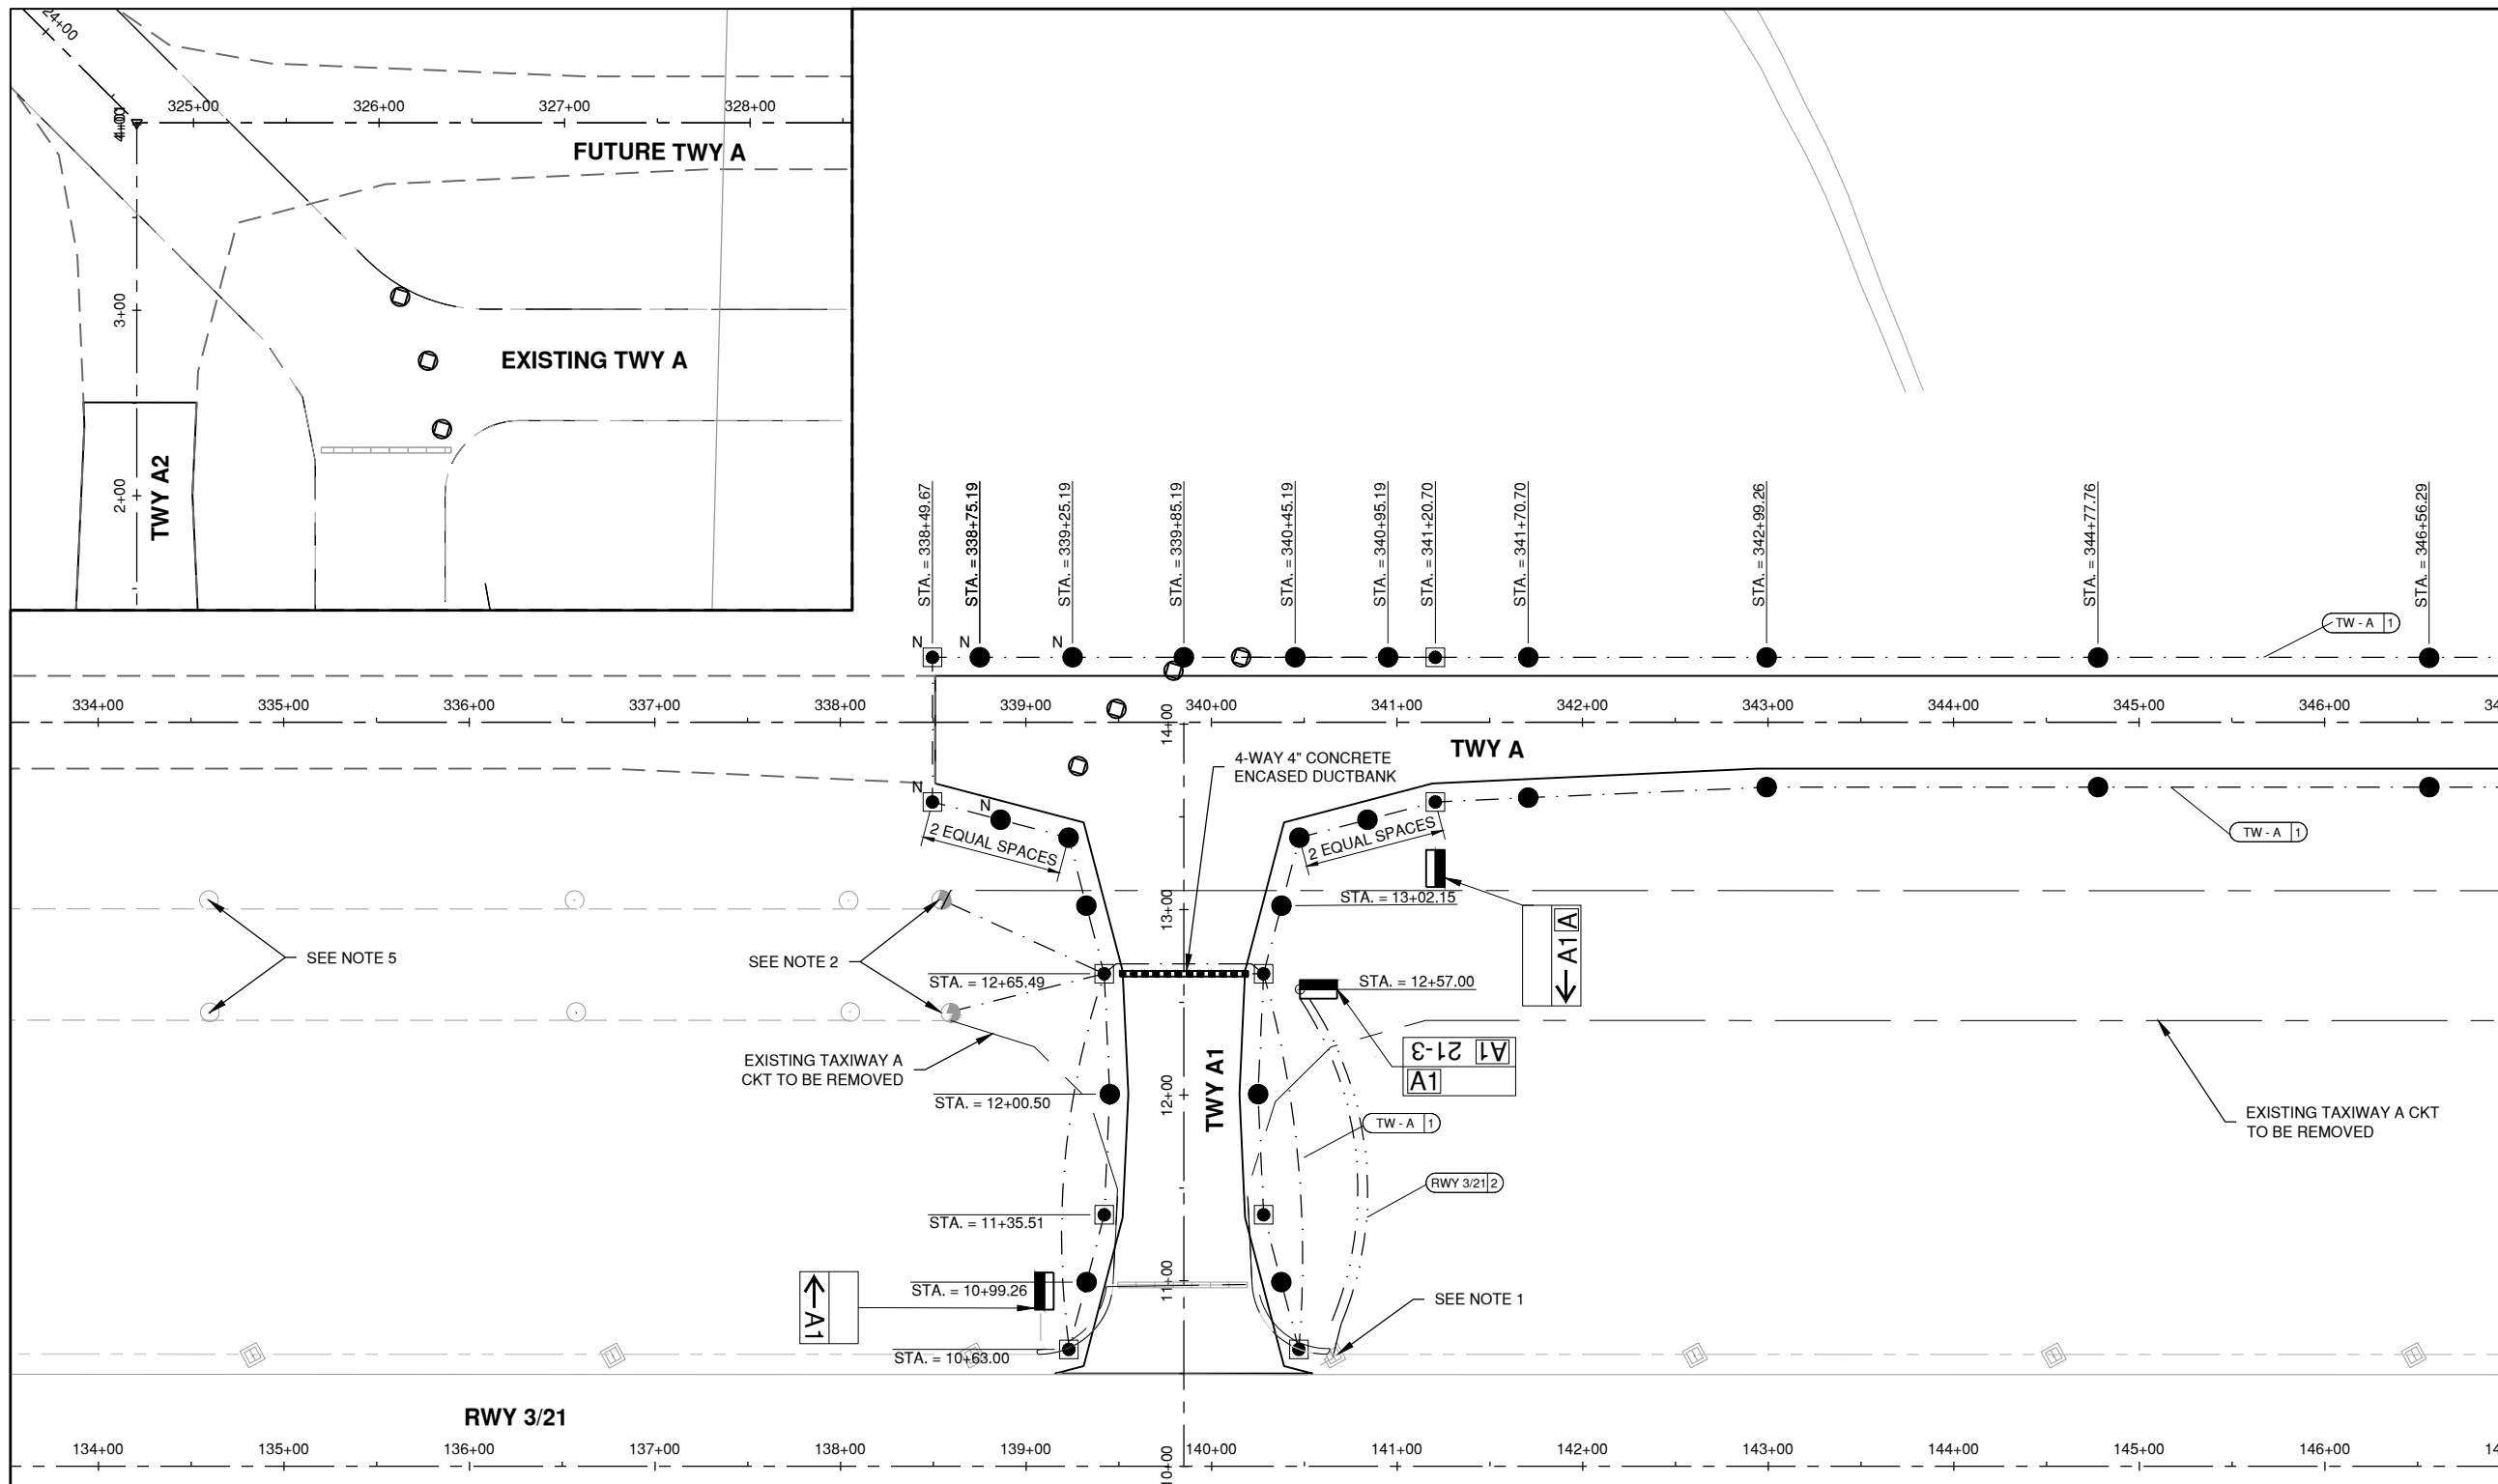 24+00
325+00
326+00
327+00
328+00
FUTURE TWY A
3+00
EXISTING TWY A
2+00
TWY A2
STA. = 338+49.67
STA. = 338+75.19
STA. = 339+25.19
STA. = 339+85.19
STA. = 340+45.19
STA. = 340+95.19
STA. = 341+20.70
STA. = 341+70.70
STA. = 342+99.26
STA. = 344+77.76
STA. = 346+56.29
TW - A 1
N
N
N
334+00
335+00
336+00
337+00
338+00
339+00
340+00
341+00
342+00
343+00
344+00
345+00
346+00
14+00
TWY A
4-WAY 4" CONCRETE
ENCASED DUCTBANK
N
N
2 EQUAL SPACES
2 EQUAL SPACES
TW - A 1
STA. = 13+02.15
13+00
A1 A
SEE NOTE 5
SEE NOTE 2
STA. = 12+65.49
STA. = 12+57.00
A1 21-3
A1
EXISTING TAXIWAY A
CKT TO BE REMOVED
STA. = 12+00.50
12+00
TWY A1
TW - A 1
EXISTING TAXIWAY A CKT
TO BE REMOVED
RWY 3/21 2
STA. = 11+35.51
11+00
STA. = 10+99.26
A1
SEE NOTE 1
STA. = 10+63.00
RWY 3/21
134+00
135+00
136+00
137+00
138+00
139+00
140+00
141+00
142+00
143+00
144+00
145+00
146+00
10+00